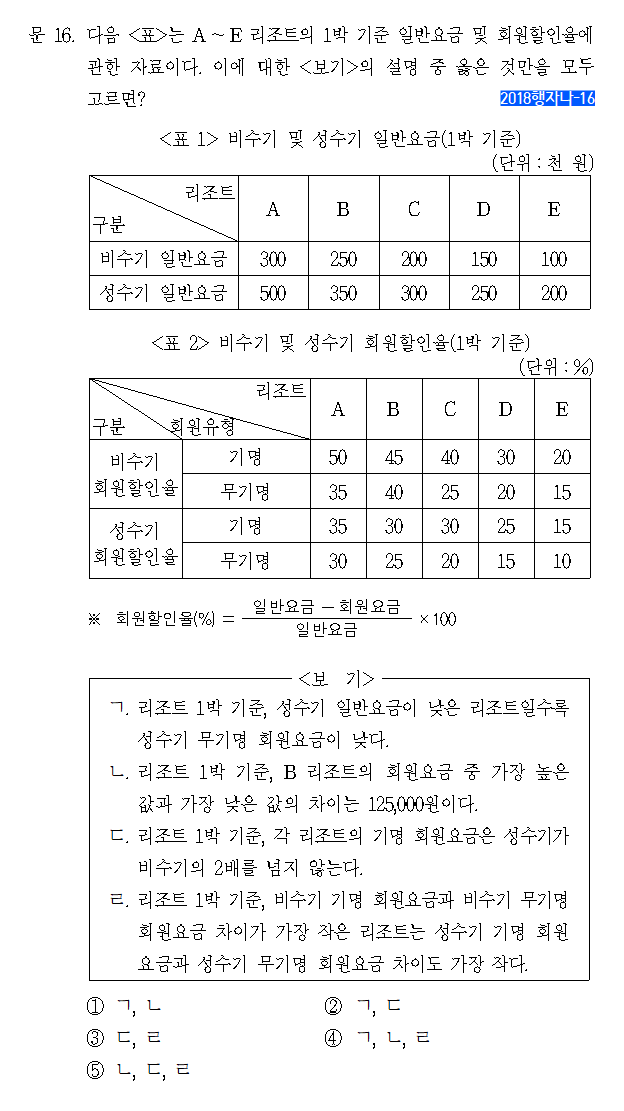 문 16. 다음 <표>는 A ~ E 리조트의 1박 기준 일반요금 및 회원할인율에
관한 자료이다. 이에 대한 <보기>의 설명 중 옳은 것만을 모두
고르면?
2018행자나-16
<표 1> 비수기 및 성수기 일반요금(1박 기준)
(단위 : 천 원)
리조트
구분
A B C D E
비수기 일반요금 300 250 200 150 100
성수기 일반요금 500 350 300 250 200
<표 2> 비수기 및 성수기 회원할인율(1박 기준)
(단위 : %)
리조트
구분 회원유형
A B C D E
비수기 회원할인율 기명 50 45 40 30 20
무기명 35 40 25 20 15
성수기 회원할인율 기명 35 30 30 25 15
무기명 30 25 20 15 10
※ 회원할인율(%) = 일반요금 - 회원요금 / 일반요금 × 100
<보 기>
ㄱ. 리조트 1박 기준, 성수기 일반요금이 낮은 리조트일수록
성수기 무기명 회원요금이 낮다.
ㄴ. 리조트 1박 기준, B 리조트의 회원요금 중 가장 높은
값과 가장 낮은 값의 차이는 125,000원이다.
ㄷ. 리조트 1박 기준, 각 리조트의 기명 회원요금은 성수기가
비수기의 2배를 넘지 않는다.
ㄹ. 리조트 1박 기준, 비수기 기명 회원요금과 비수기 무기명
회원요금 차이가 가장 작은 리조트는 성수기 기명 회원
요금과 성수기 무기명 회원요금 차이도 가장 작다.
① ㄱ, ㄴ
② ㄱ, ㄷ
③ ㄷ, ㄹ
④ ㄱ, ㄴ, ㄹ
⑤ ㄴ, ㄷ, ㄹ